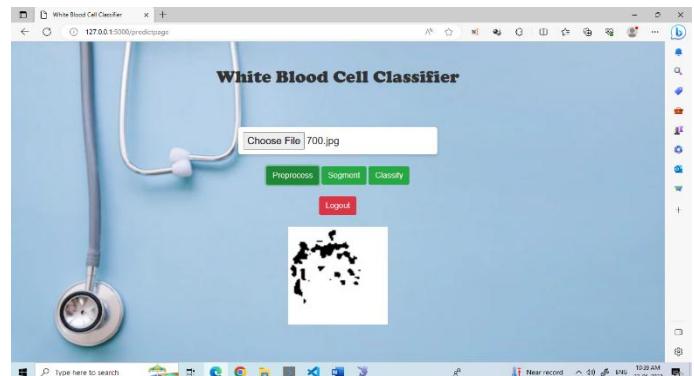 White Blood Cell Classifier
127.0.0.1:5000/predictpage
White Blood Cell Classifier
Choose File 700.jpg
Preprocess Segment Classify
Logout
Type here to search
Near record
ENG
10:39 AM